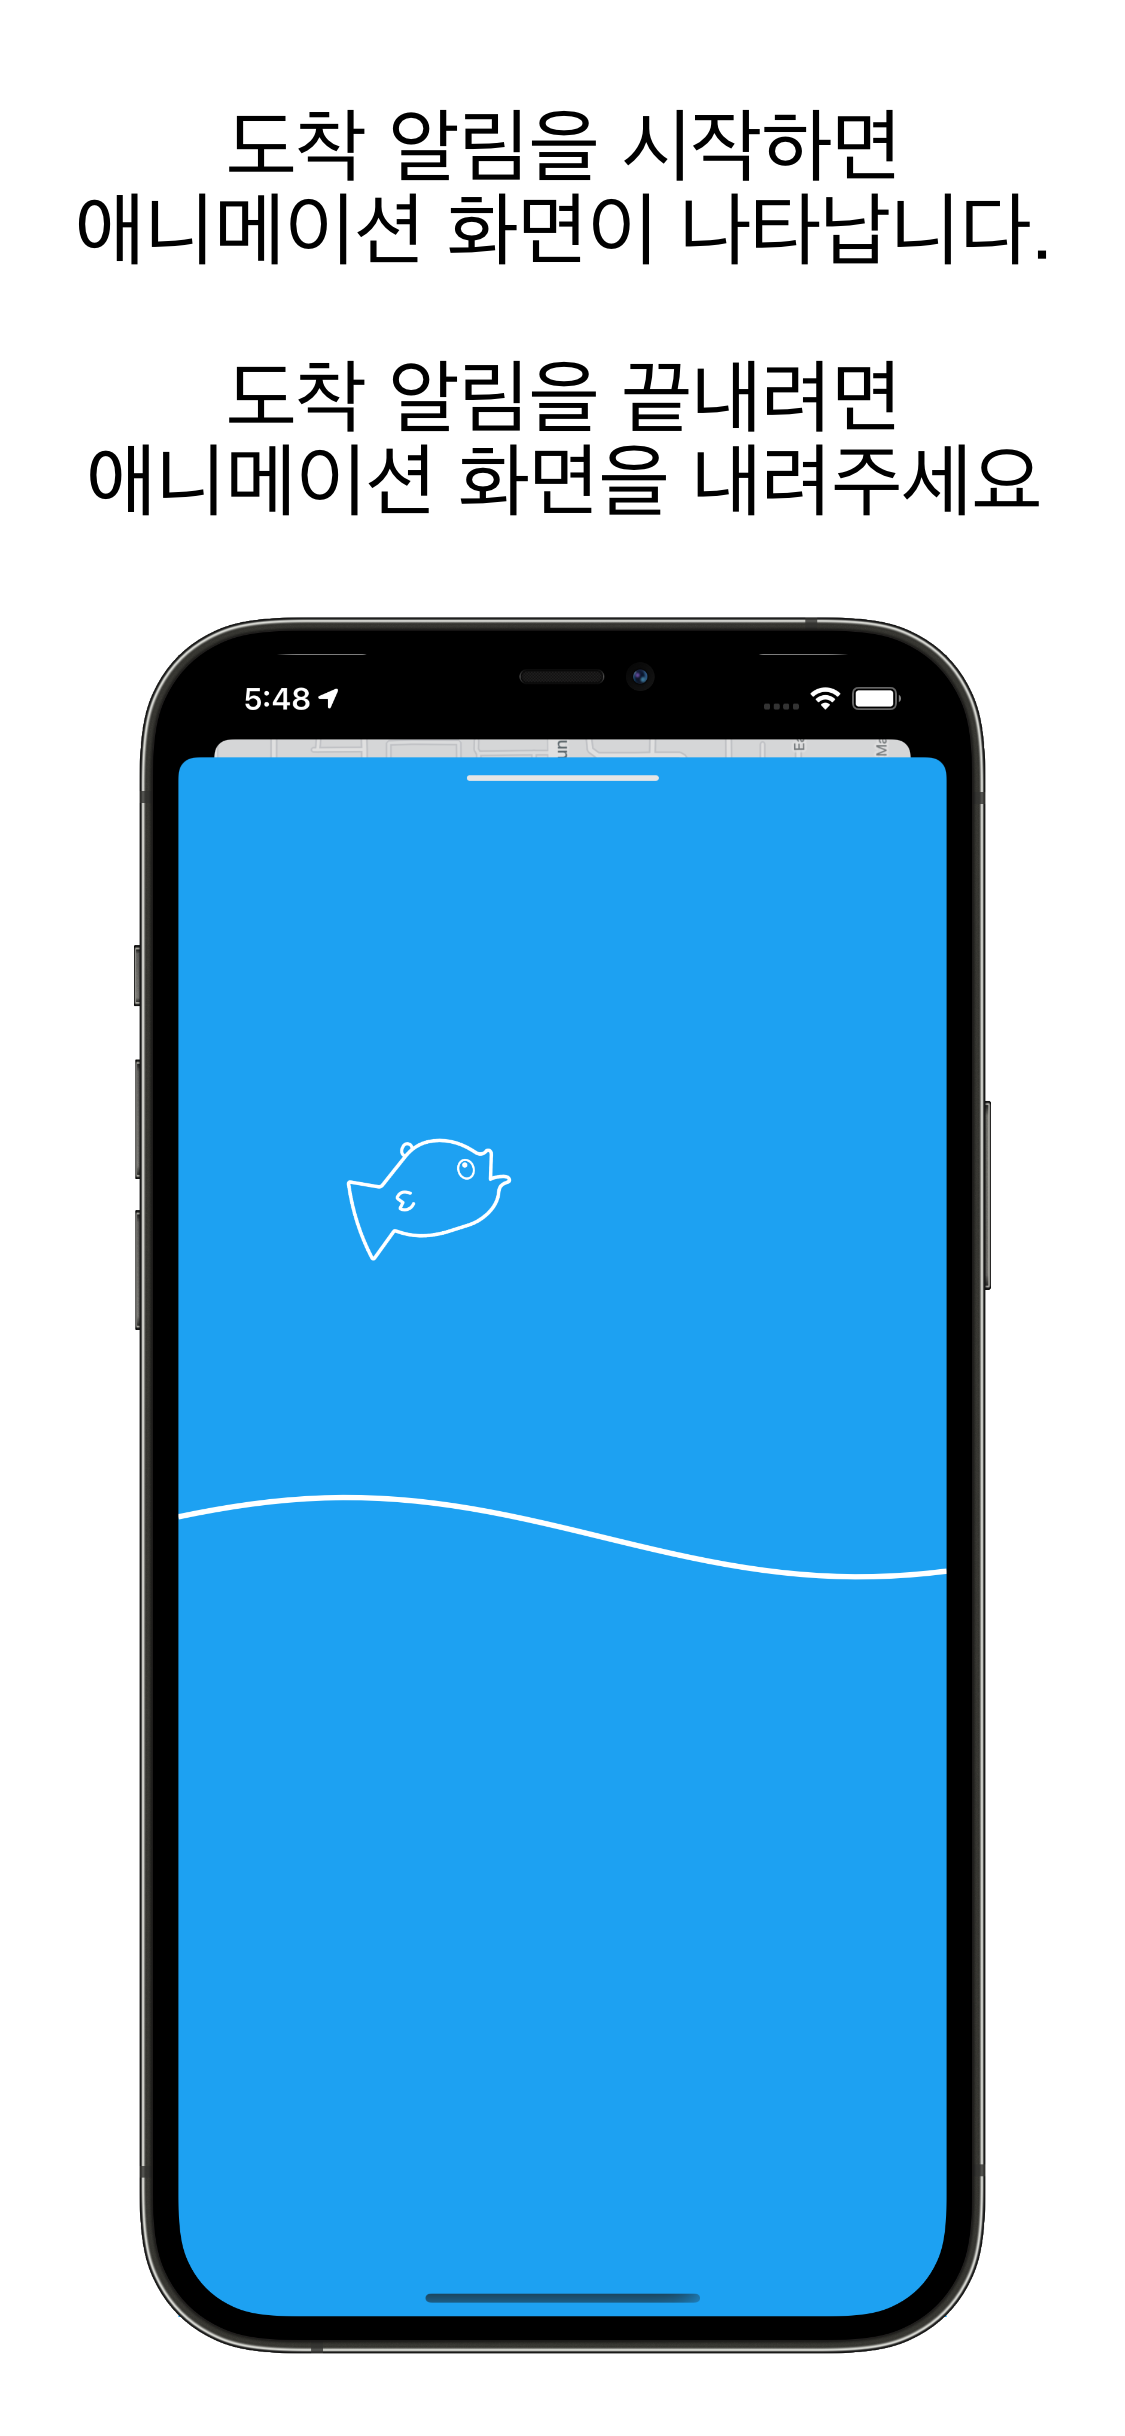 도착 알림을 시작하면
애니메이션 화면이 나타납니다.
도착 알림을 끝내려면
애니메이션 화면을 내려주세요
5:48